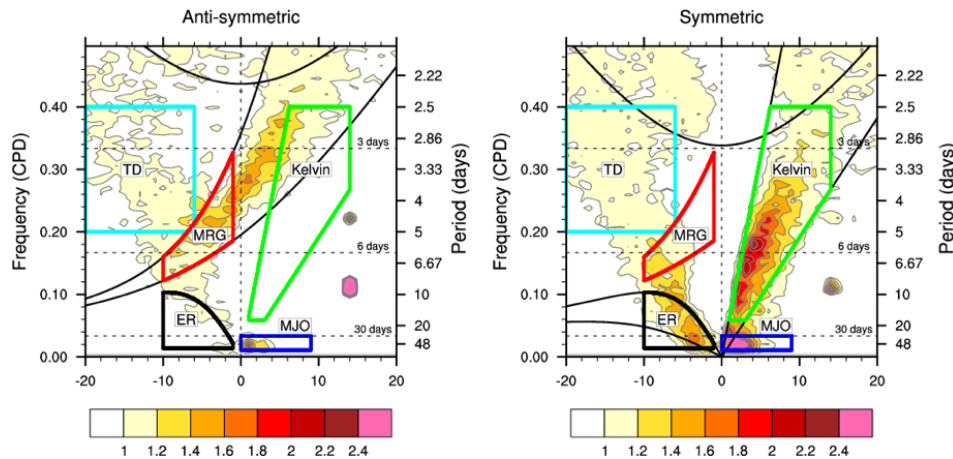 Anti-symmetric
Symmetric
Frequency (CPD)
0.40
0.30
0.20
0.10
0.00
2.22
2.5
2.86
3.33
4
5
6.67
10
20
48
Period (days)
3 days
6 days
30 days
TD
MRG
Kelvin
ER
MJO
-20 -10 0 10 20
1 1.2 1.4 1.6 1.8 2 2.2 2.4
Frequency (CPD)
0.40
0.30
0.20
0.10
0.00
2.22
2.5
2.86
3.33
4
5
6.67
10
20
48
Period (days)
3 days
6 days
30 days
TD
MRG
Kelvin
ER
MJO
-20 -10 0 10 20
1 1.2 1.4 1.6 1.8 2 2.2 2.4